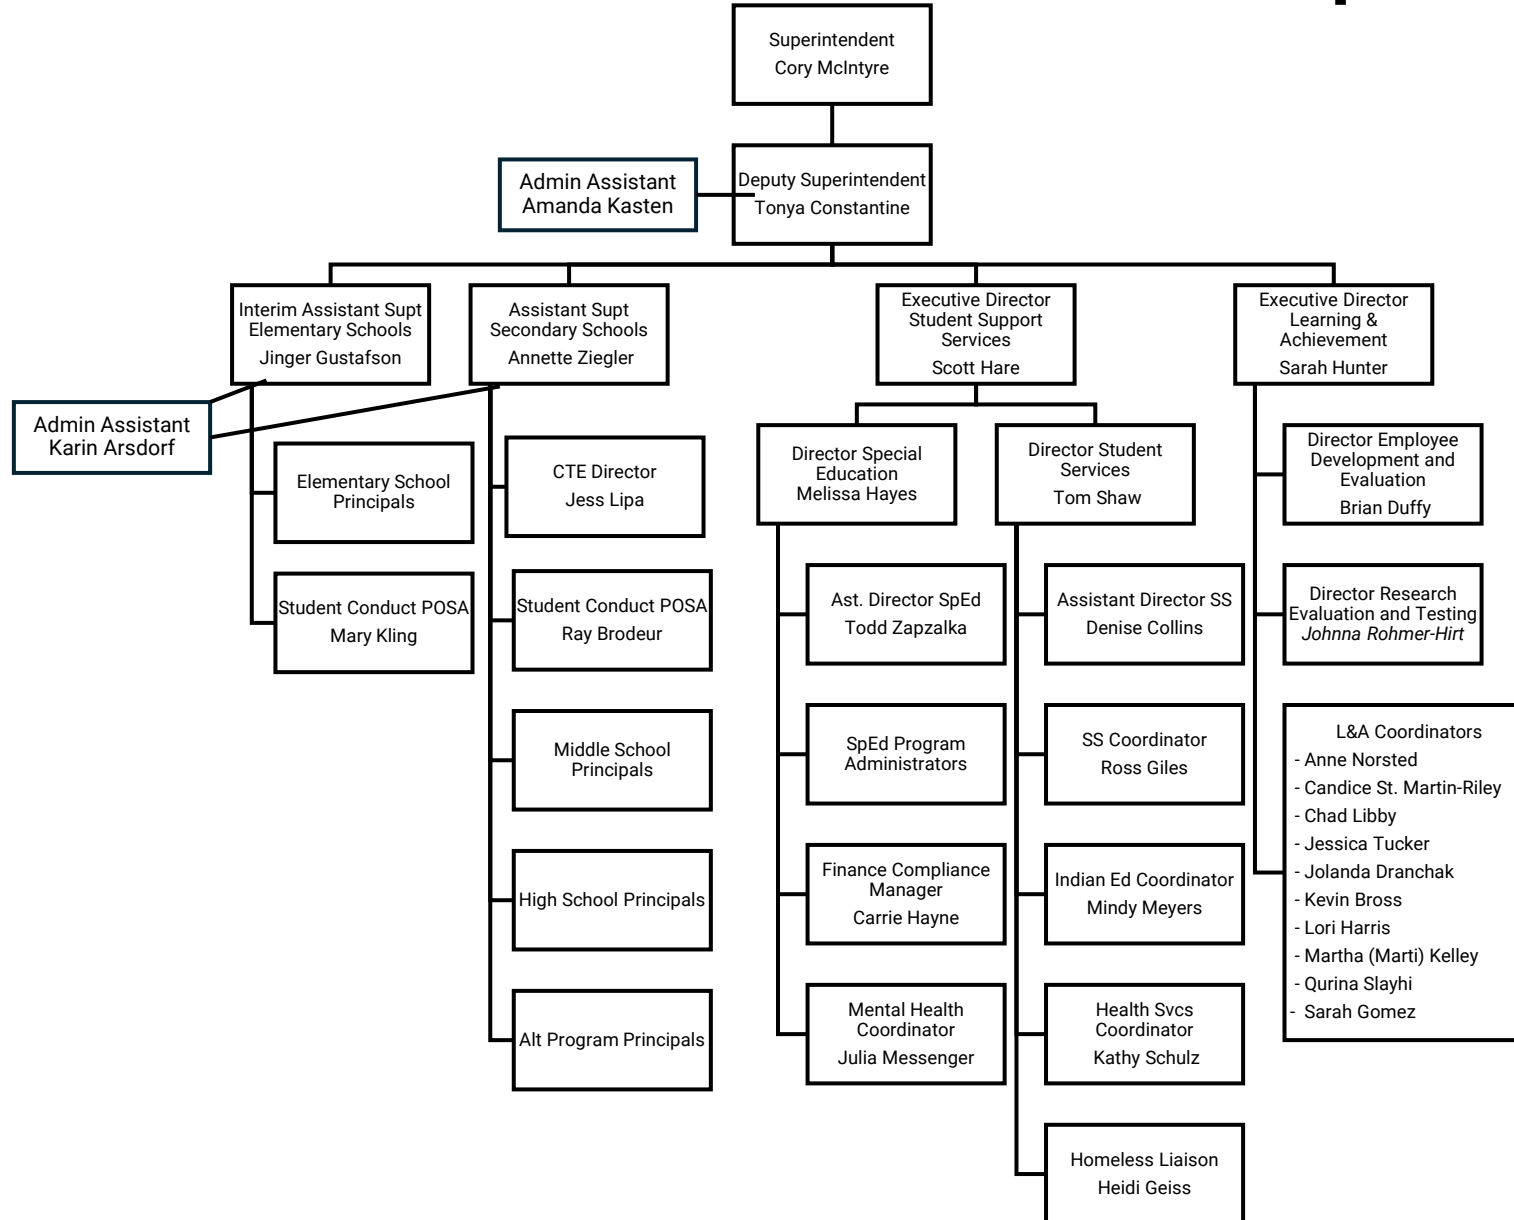 Superintendent
Cory McIntyre
Deputy Superintendent
Tonya Constantine
Admin Assistant
Amanda Kasten
Interim Assistant Supt
Elementary Schools
Jinger Gustafson
Assistant Supt
Secondary Schools
Annette Ziegler
Executive Director
Student Support
Services
Scott Hare
Executive Director
Learning &
Achievement
Sarah Hunter
Admin Assistant
Karin Arsdorf
Elementary School
Principals
Student Conduct POSA
Mary Kling
CTE Director
Jess Lipa
Student Conduct POSA
Ray Brodeur
Middle School
Principals
High School Principals
Alt Program Principals
Director Special
Education
Melissa Hayes
Ast. Director SpEd
Todd Zapzalka
SpEd Program
Administrators
Finance Compliance
Manager
Carrie Hayne
Mental Health
Coordinator
Julia Messenger
Director Student
Services
Tom Shaw
Assistant Director SS
Denise Collins
SS Coordinator
Ross Giles
Indian Ed Coordinator
Mindy Meyers
Health Svcs
Coordinator
Kathy Schulz
Homeless Liaison
Heidi Geiss
Director Employee
Development and
Evaluation
Brian Duffy
Director Research
Evaluation and Testing
Johnna Rohmer-Hirt
L&A Coordinators
- Anne Norsted
- Candice St. Martin-Riley
- Chad Libby
- Jessica Tucker
- Jolanda Dranchak
- Kevin Bross
- Lori Harris
- Martha (Marti) Kelley
- Qurina Slayhi
- Sarah Gomez